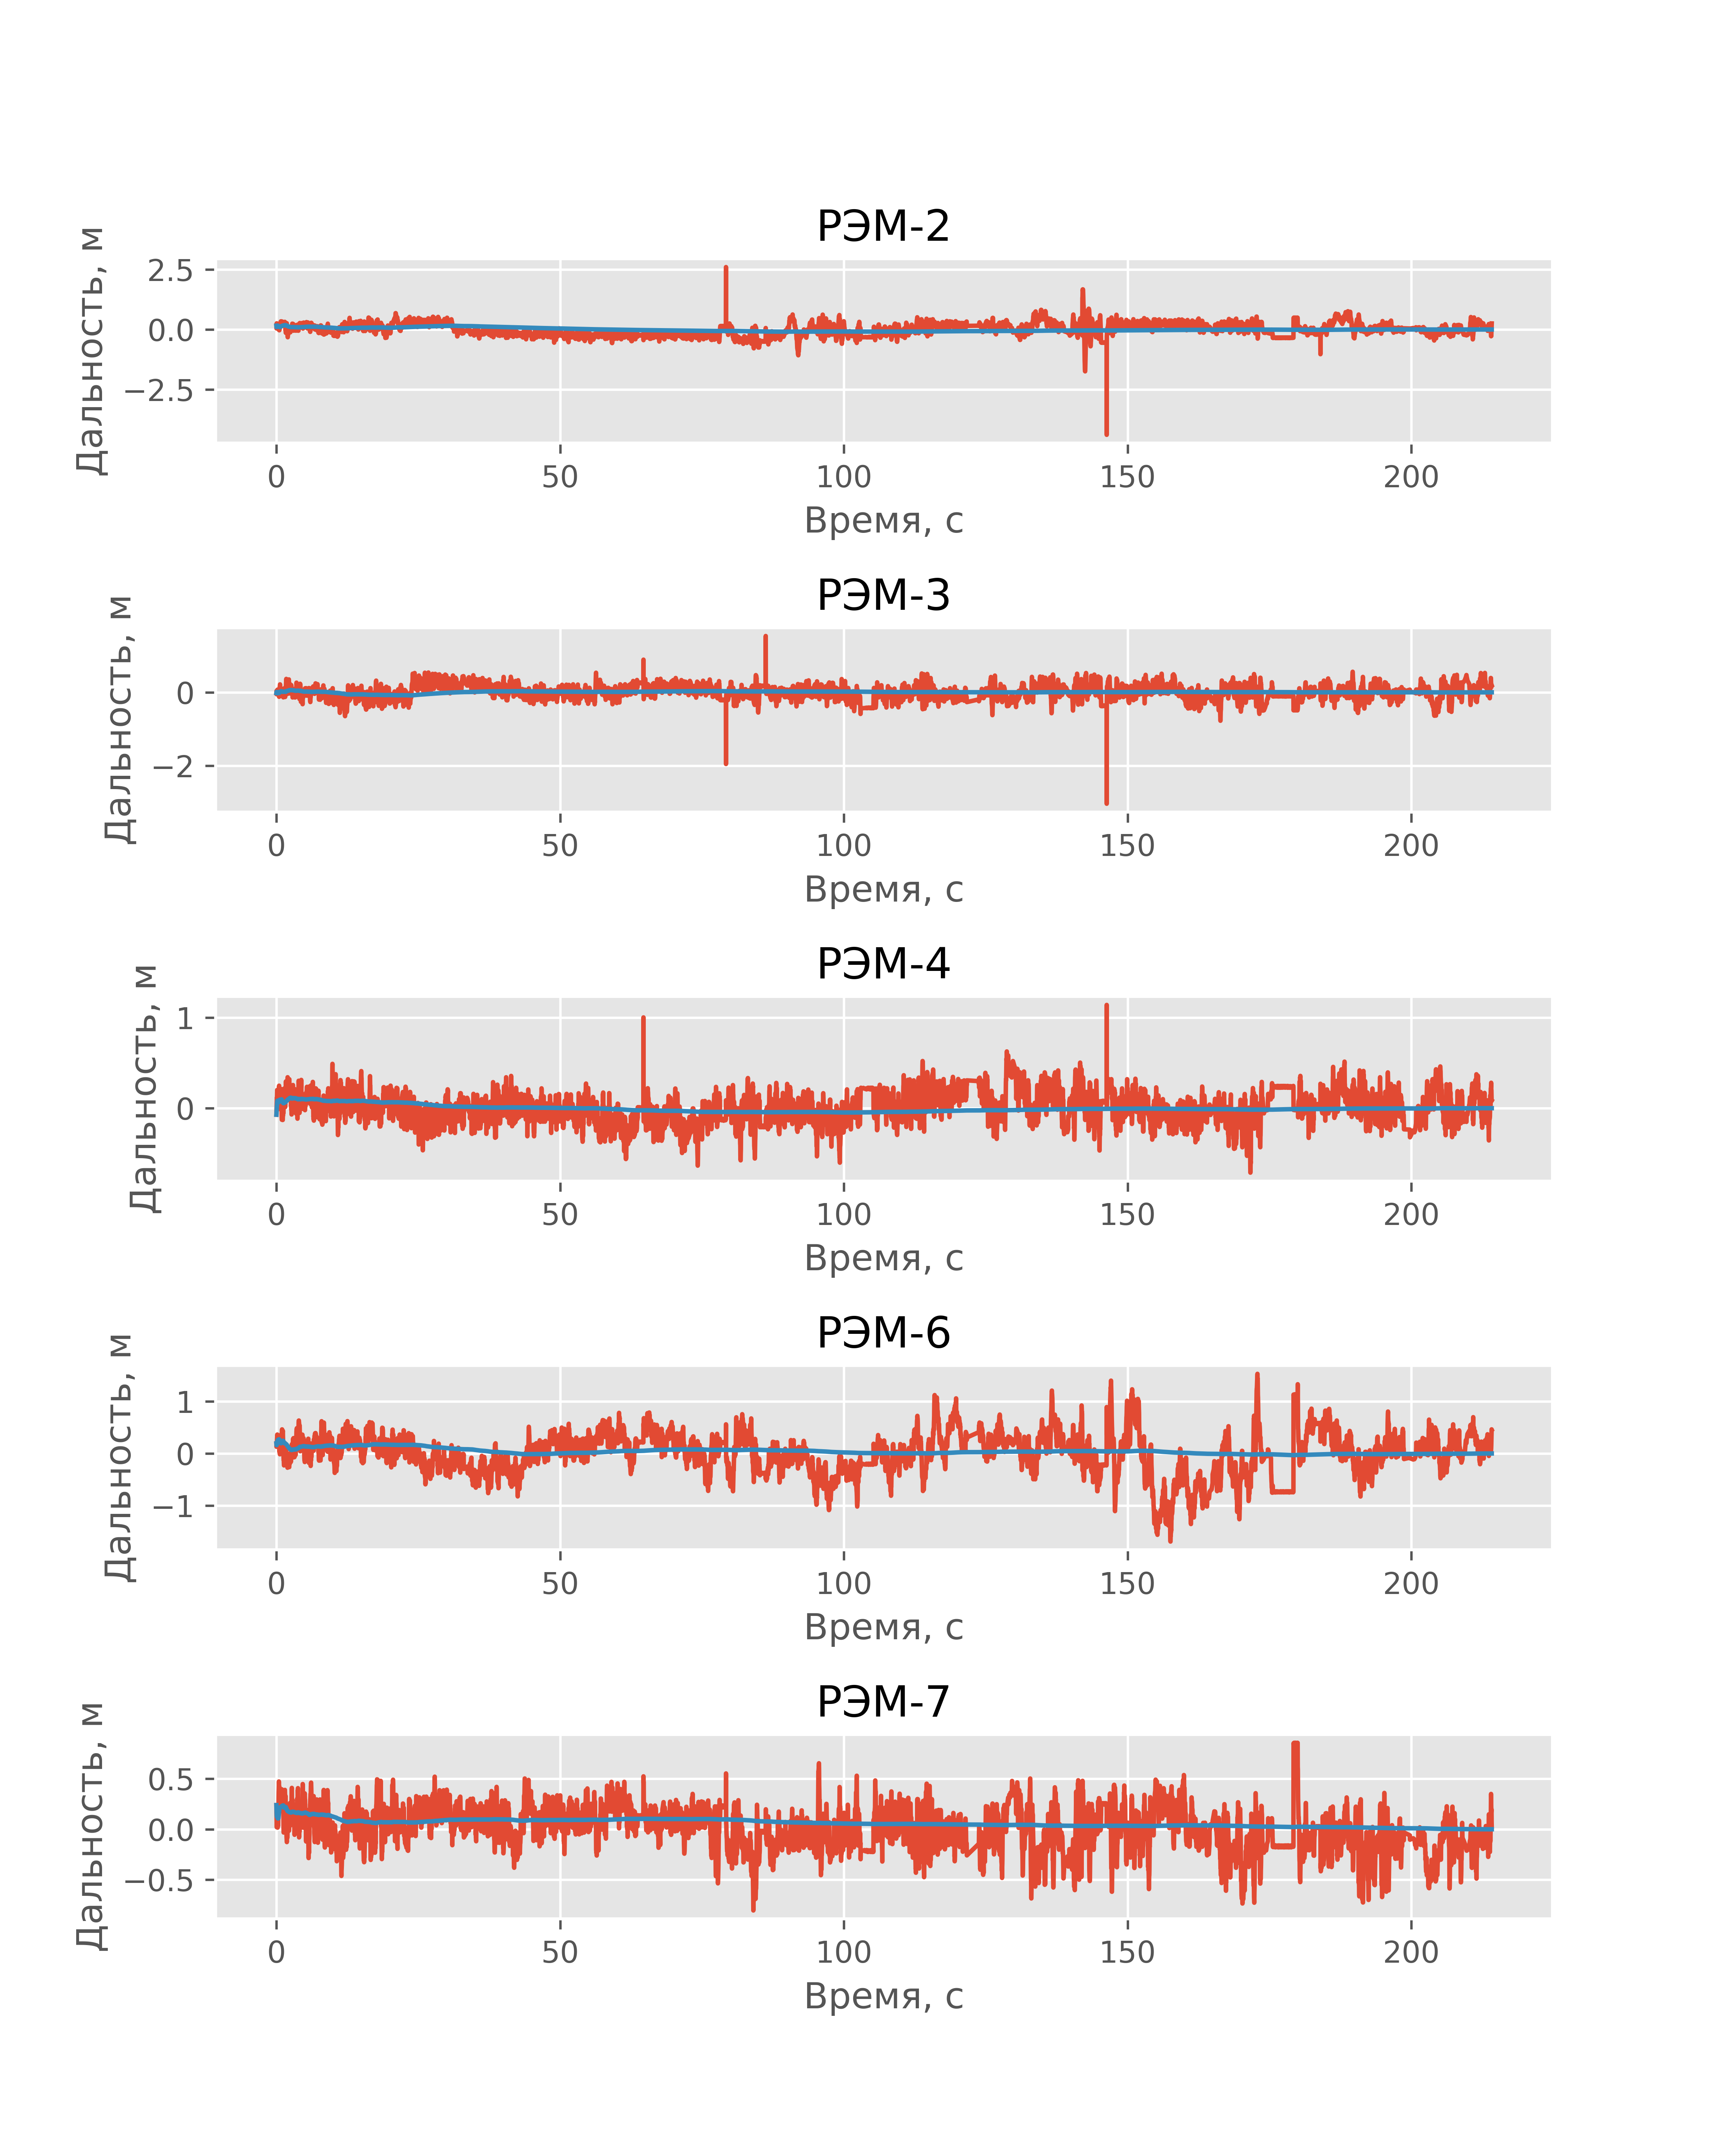 РЭМ-2
Дальность, м
2.5
0.0
−2.5
0 50 100 150 200
Время, с
РЭМ-3
Дальность, м
0
−2
0 50 100 150 200
Время, с
РЭМ-4
Дальность, м
1
0
0 50 100 150 200
Время, с
РЭМ-6
Дальность, м
1
0
−1
0 50 100 150 200
Время, с
РЭМ-7
Дальность, м
0.5
0.0
−0.5
0 50 100 150 200
Время, с